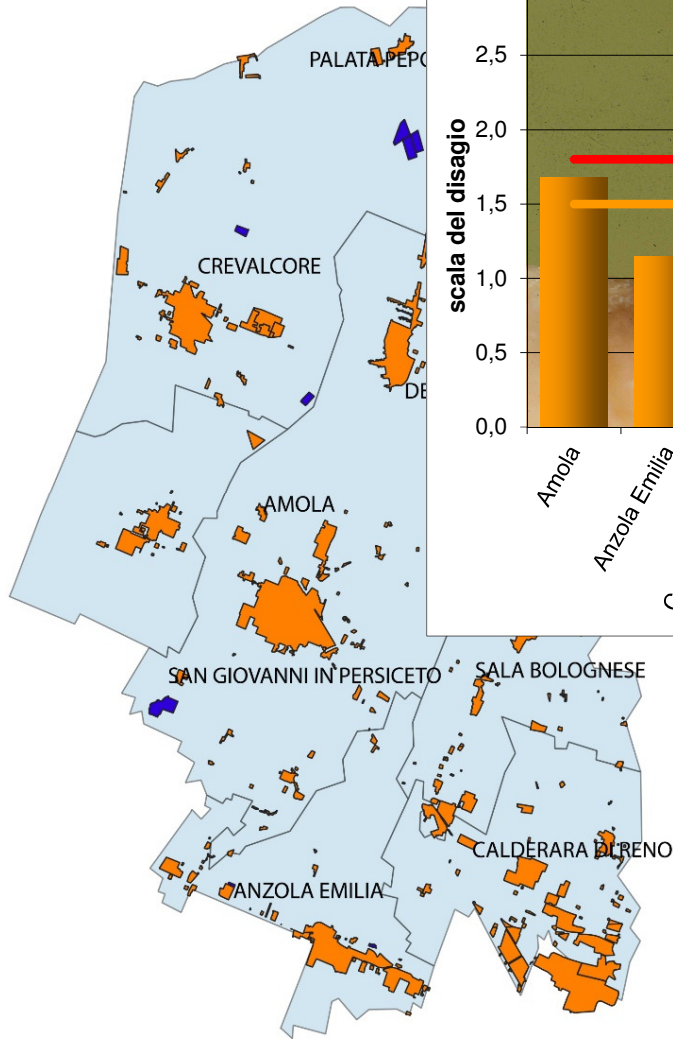 PALATA PEPO
CREVALCORE
DE
AMOLA
SAN GIOVANNI IN PERSICETO
SALA BOLOGNESE
CALDERARA DI RENO
ANZOLA EMILIA
scala del disagio
2,5
2,0
1,5
1,0
0,5
0,0
Amola
Anzola Emilia